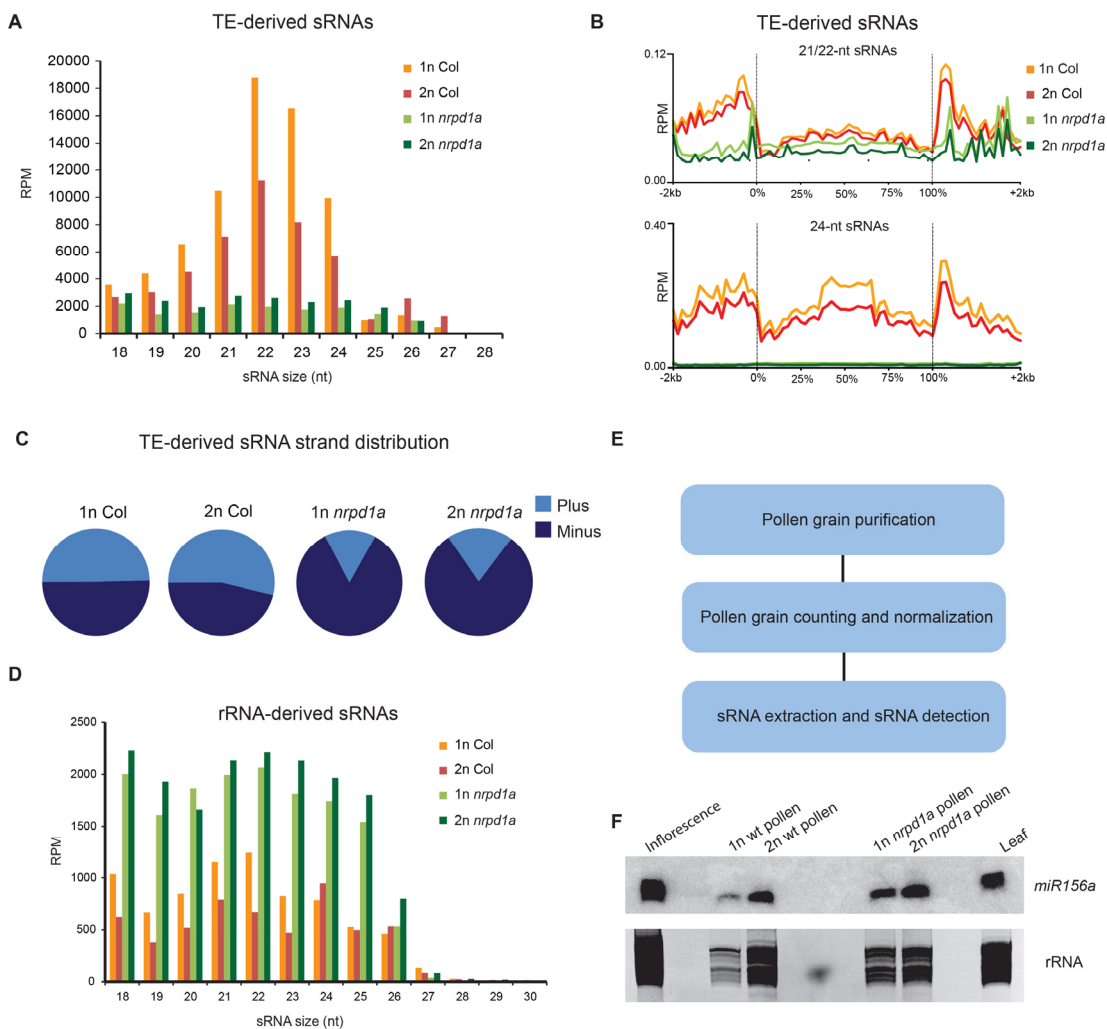 A
TE-derived sRNAs
20000
18000
16000
14000
12000
10000
8000
6000
4000
2000
0
RPM
1n Col
2n Col
1n nrpd1a
2n nrpd1a
18 19 20 21 22 23 24 25 26 27 28
sRNA size (nt)
B
TE-derived sRNAs
21/22-nt sRNAs
0.12
RPM
0.00
-2kb 0% 25% 50% 75% 100% +2kb
1n Col
2n Col
1n nrpd1a
2n nrpd1a
24-nt sRNAs
0.40
RPM
0.00
-2kb 0% 25% 50% 75% 100% +2kb
C
TE-derived sRNA strand distribution
1n Col 2n Col 1n nrpd1a 2n nrpd1a
Plus
Minus
D
rRNA-derived sRNAs
2500
2000
1500
1000
500
0
RPM
1n Col
2n Col
1n nrpd1a
2n nrpd1a
18 19 20 21 22 23 24 25 26 27 28 29 30
sRNA size (nt)
E
Pollen grain purification
Pollen grain counting and normalization
sRNA extraction and sRNA detection
F
Inflorescence
1n wt pollen
2n wt pollen
1n nrpd1a pollen
2n nrpd1a pollen
Leaf
miR156a
rRNA